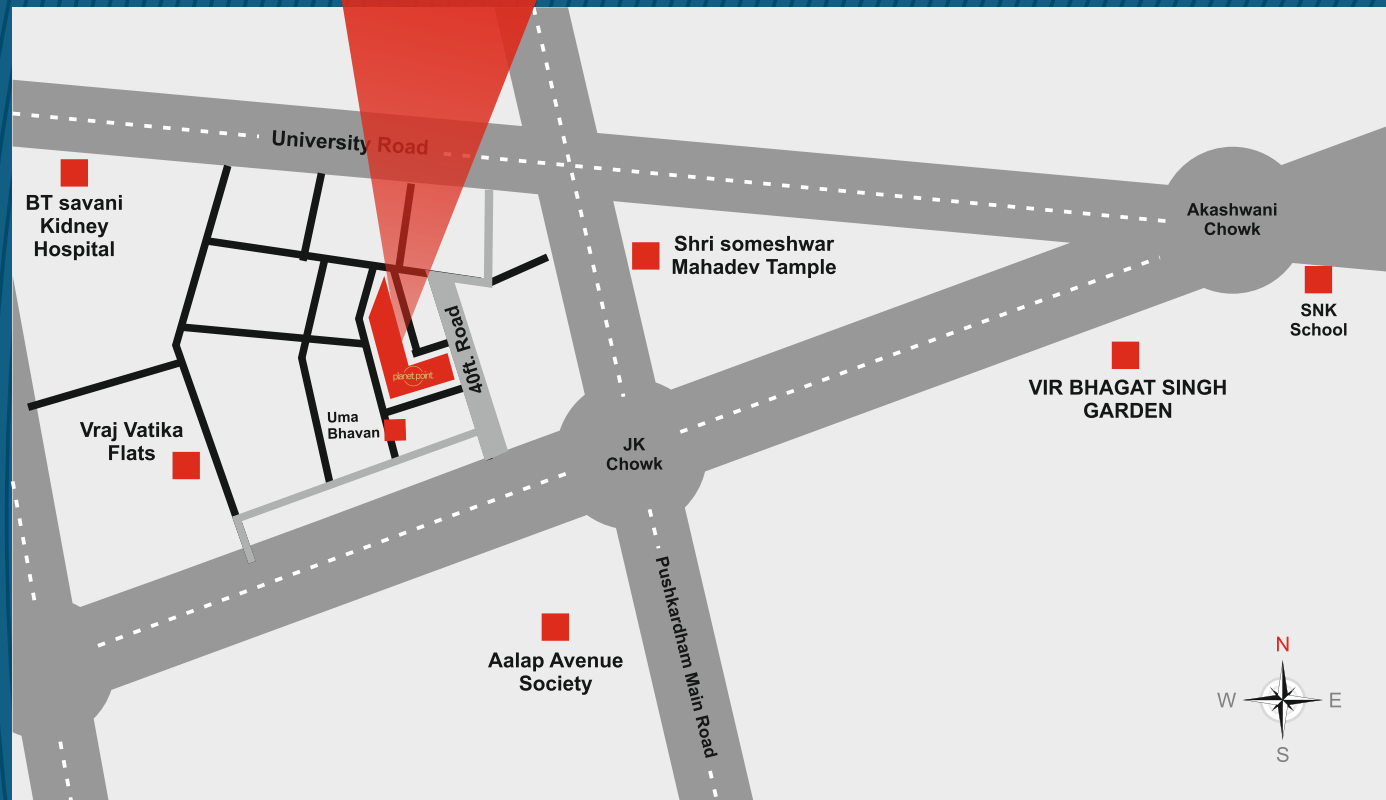 University Road
BT savani
Kidney
Hospital
Akashwani
Chowk
Shri someshwar
Mahadev Tample
SNK
School
40ft. Road
planet point
VIR BHAGAT SINGH
GARDEN
Uma
Bhavan
Vraj Vatika
Flats
JK
Chowk
Pushkardham Main Road
Aalap Avenue
Society
N
W
E
S